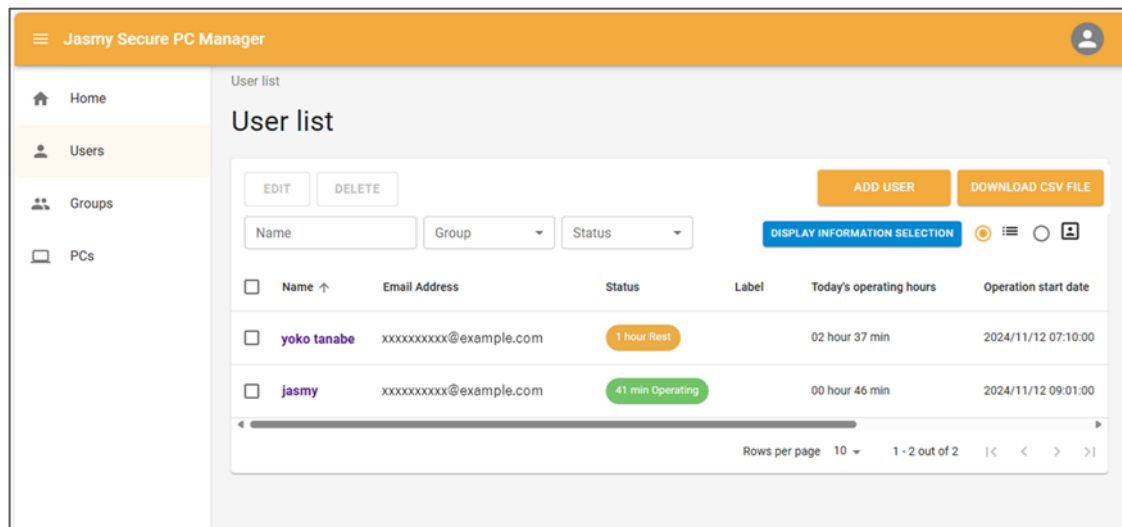 Jasmy Secure PC Manager
Home
Users
Groups
PCs
User list
User list
EDIT DELETE ADD USER DOWNLOAD CSV FILE
Name Group Status DISPLAY INFORMATION SELECTION
Name Email Address Status Label Today's operating hours Operation start date
yoko tanabe xxxxxxxxxx@example.com 1 hour Rest 02 hour 37 min 2024/11/12 07:10:00
jasmy xxxxxxxxxx@example.com 41 min Operating 00 hour 46 min 2024/11/12 09:01:00
Rows per page 10 1 - 2 out of 2